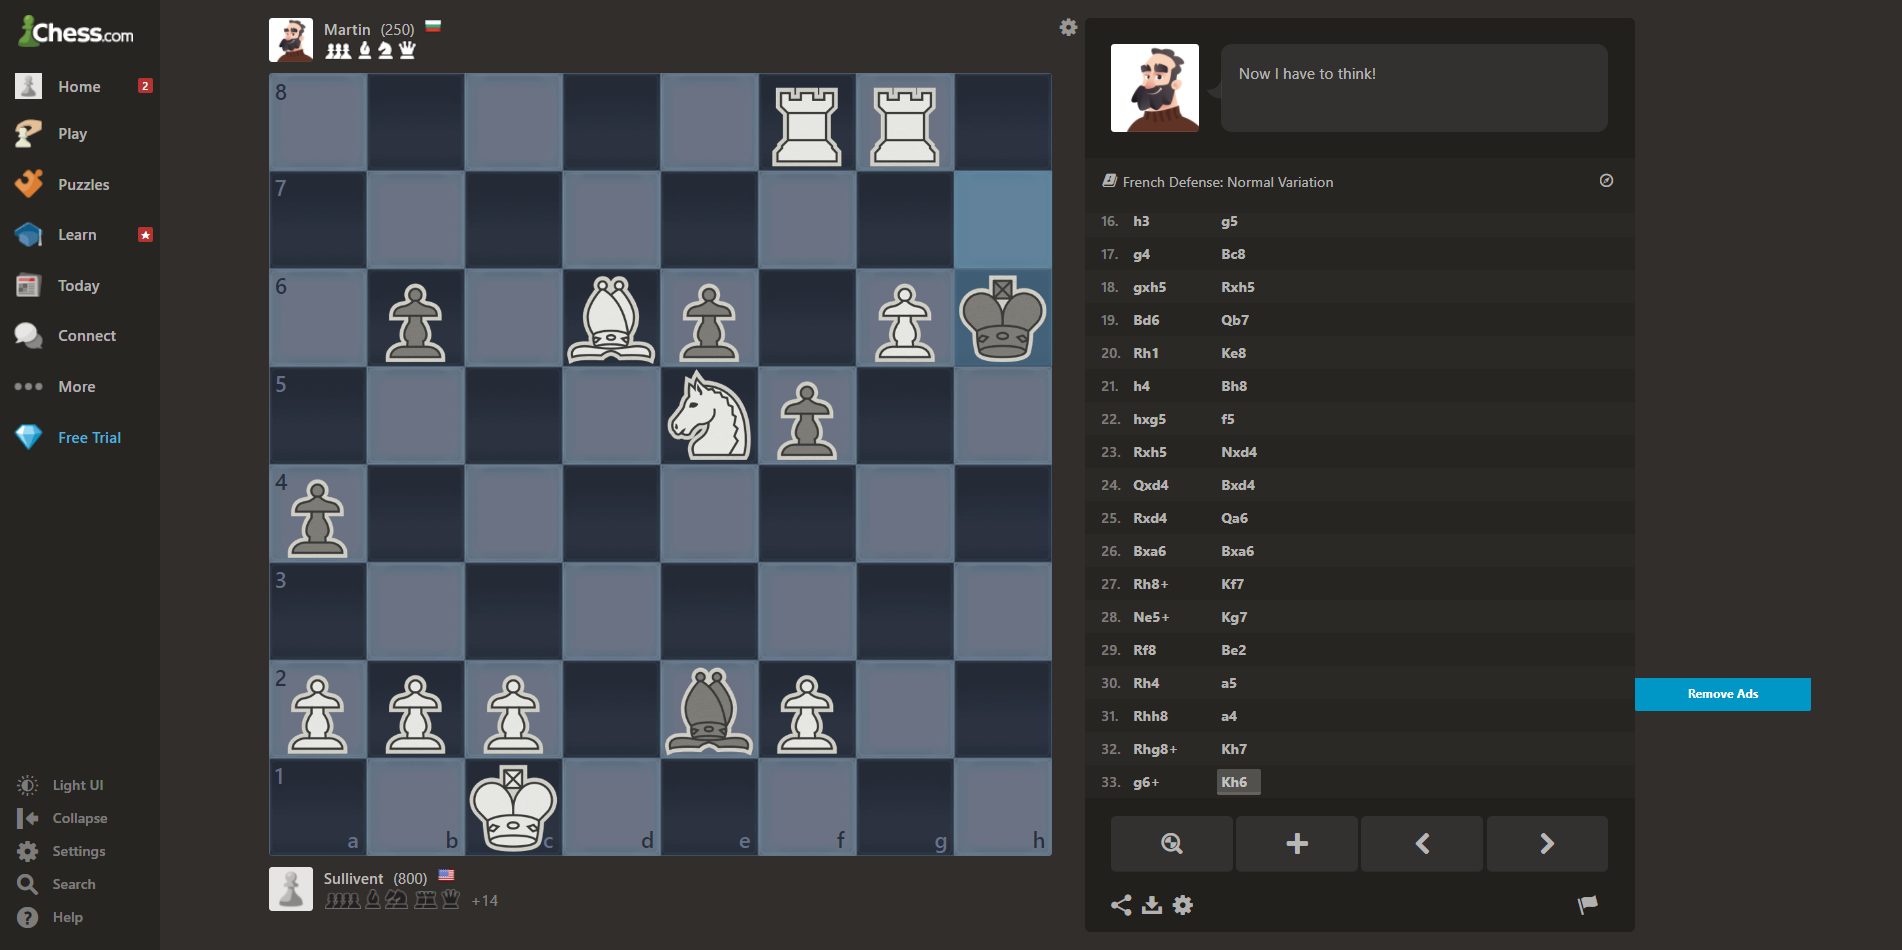 Chess.com
Home 2
Play
Puzzles
Learn
Today
Connect
More
Free Trial
Light UI
Collapse
Settings
Search
Help
Martin (250)
8
7
6
5
4
3
2
1
a b c d e f g h
Sullivent (800)
+14
Now I have to think!
French Defense: Normal Variation
16. h3 g5
17. g4 Bc8
18. gxh5 Rxh5
19. Bd6 Qb7
20. Rh1 Ke8
21. h4 Bh8
22. hxg5 f5
23. Rxh5 Nxd4
24. Qxd4 Bxd4
25. Rxd4 Qa6
26. Bxa6 Bxa6
27. Rh8+ Kf7
28. Ne5+ Kg7
29. Rf8 Be2
30. Rh4 a5
31. Rhh8 a4
32. Rhg8+ Kh7
33. g6+ Kh6
Remove Ads